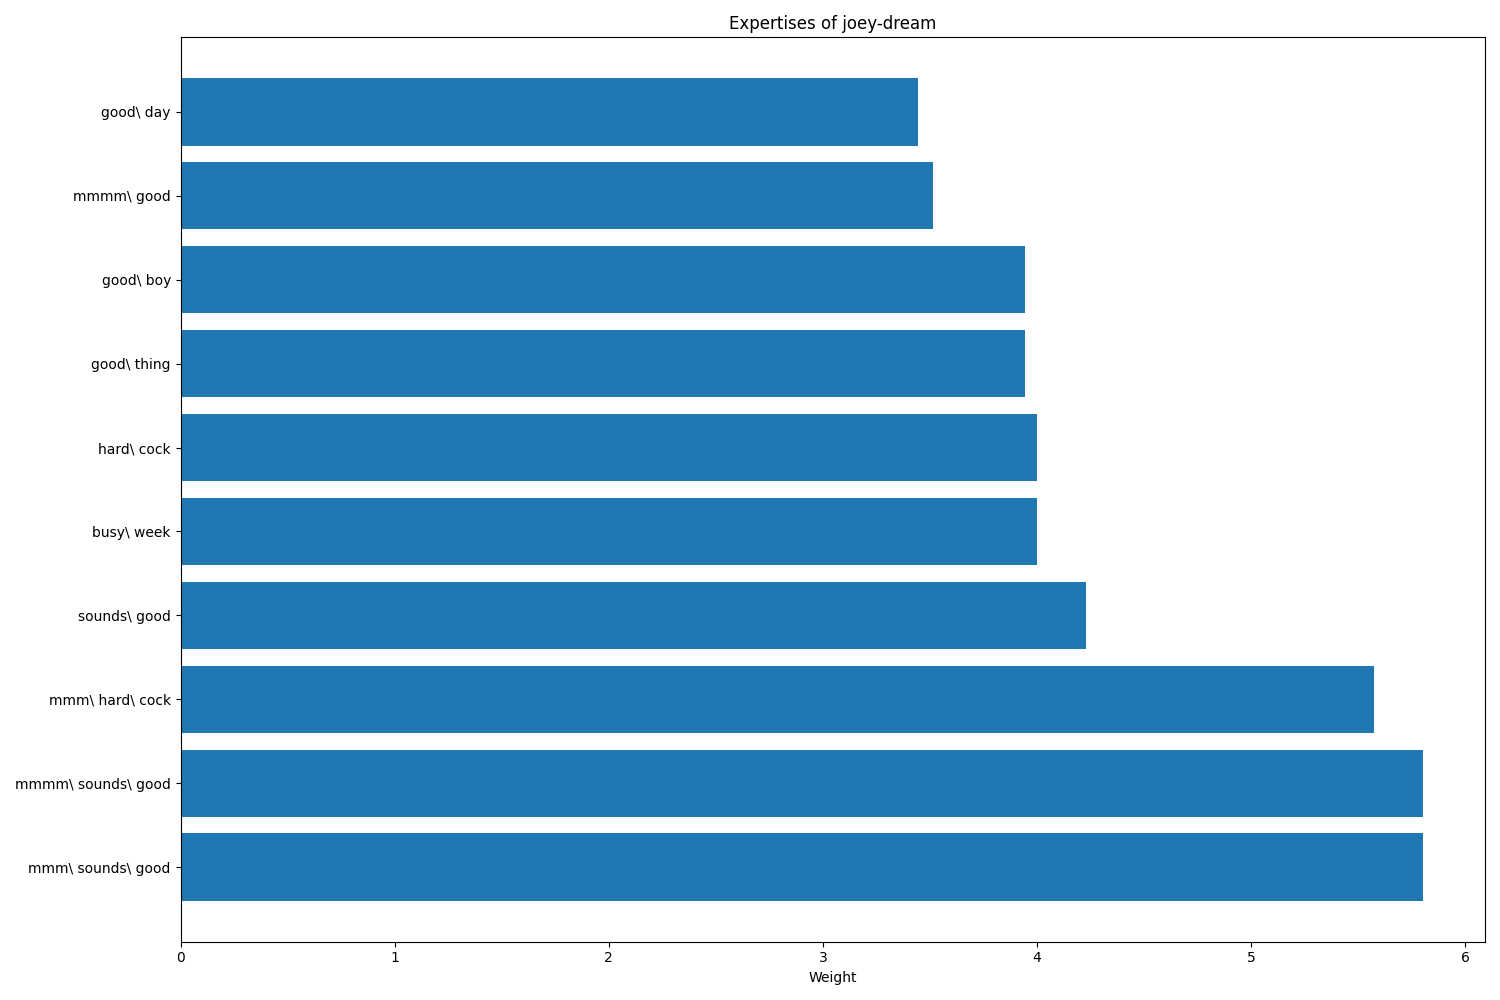 Expertises of joey-dream
good\ day
mmmm\ good
good\ boy
good\ thing
hard\ cock
busy\ week
sounds\ good
mmm\ hard\ cock
mmmm\ sounds\ good
mmm\ sounds\ good
0 1 2 3 4 5 6
Weight